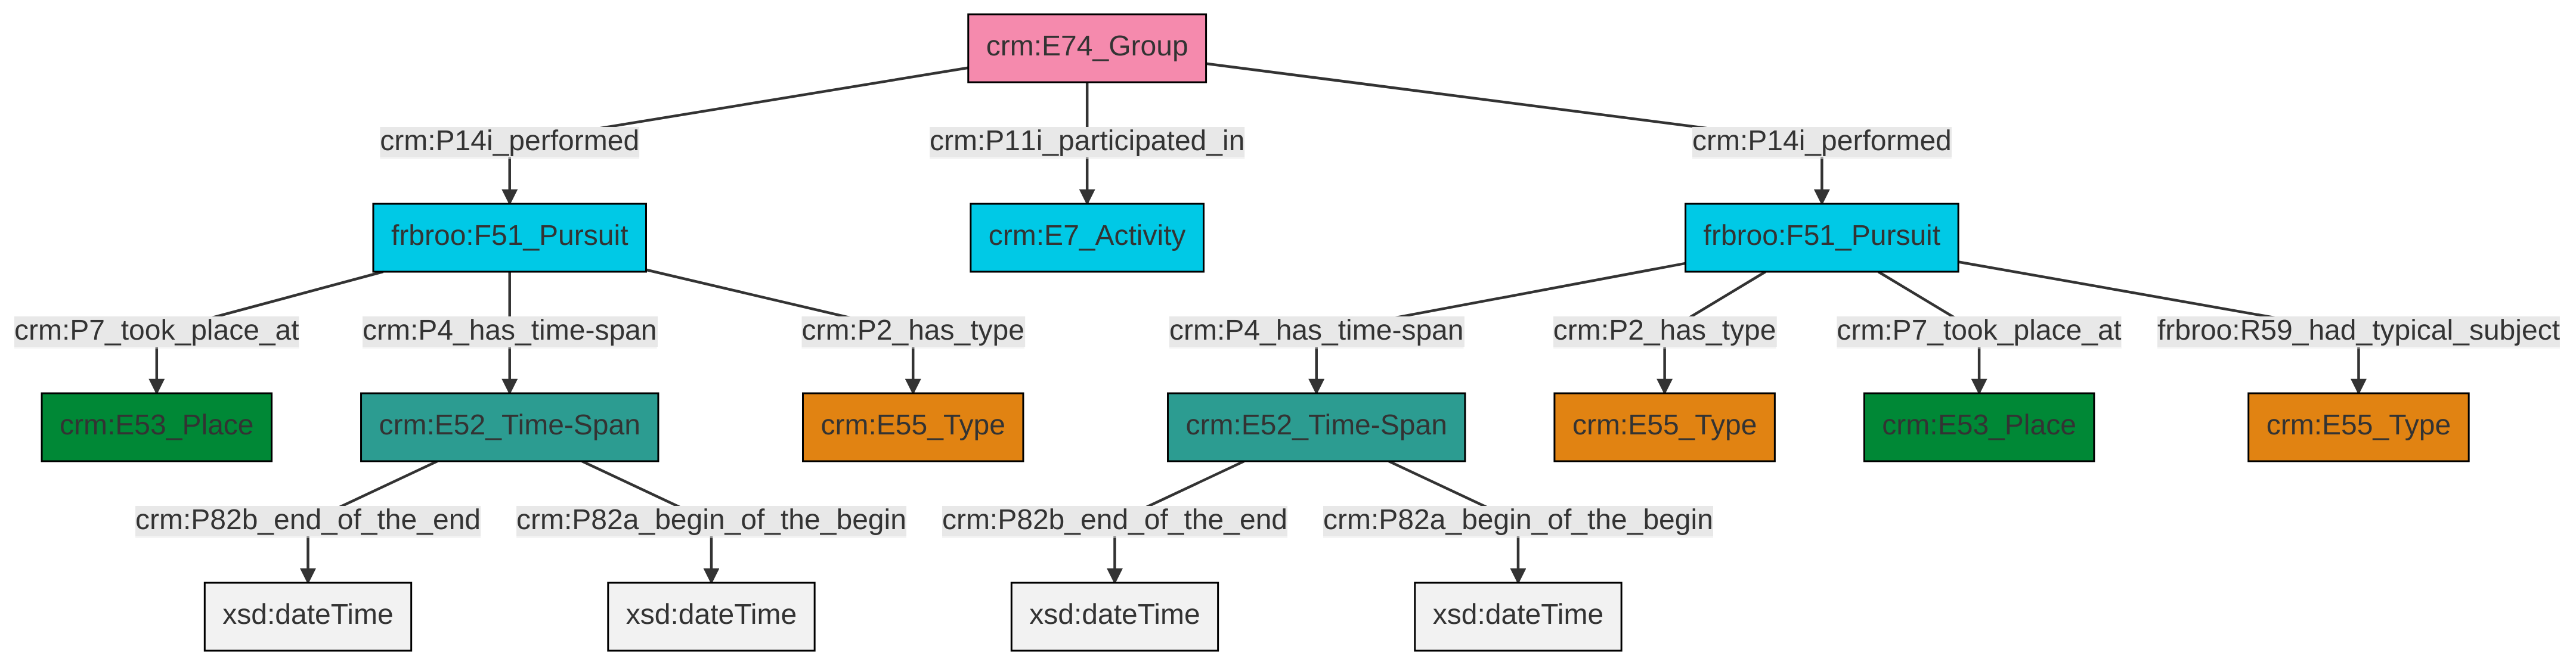 crm:E74_Group
crm:P14i_performed
crm:P11i_participated_in
crm:P14i_performed
frbroo:F51_Pursuit
crm:E7_Activity
frbroo:F51_Pursuit
crm:P7_took_place_at
crm:P4_has_time-span
crm:P2_has_type
crm:P4_has_time-span
crm:P2_has_type
crm:P7_took_place_at
frbroo:R59_had_typical_subject
crm:E53_Place
crm:E52_Time-Span
crm:E55_Type
crm:E52_Time-Span
crm:E55_Type
crm:E53_Place
crm:E55_Type
crm:P82b_end_of_the_end
crm:P82a_begin_of_the_begin
crm:P82b_end_of_the_end
crm:P82a_begin_of_the_begin
xsd:dateTime
xsd:dateTime
xsd:dateTime
xsd:dateTime